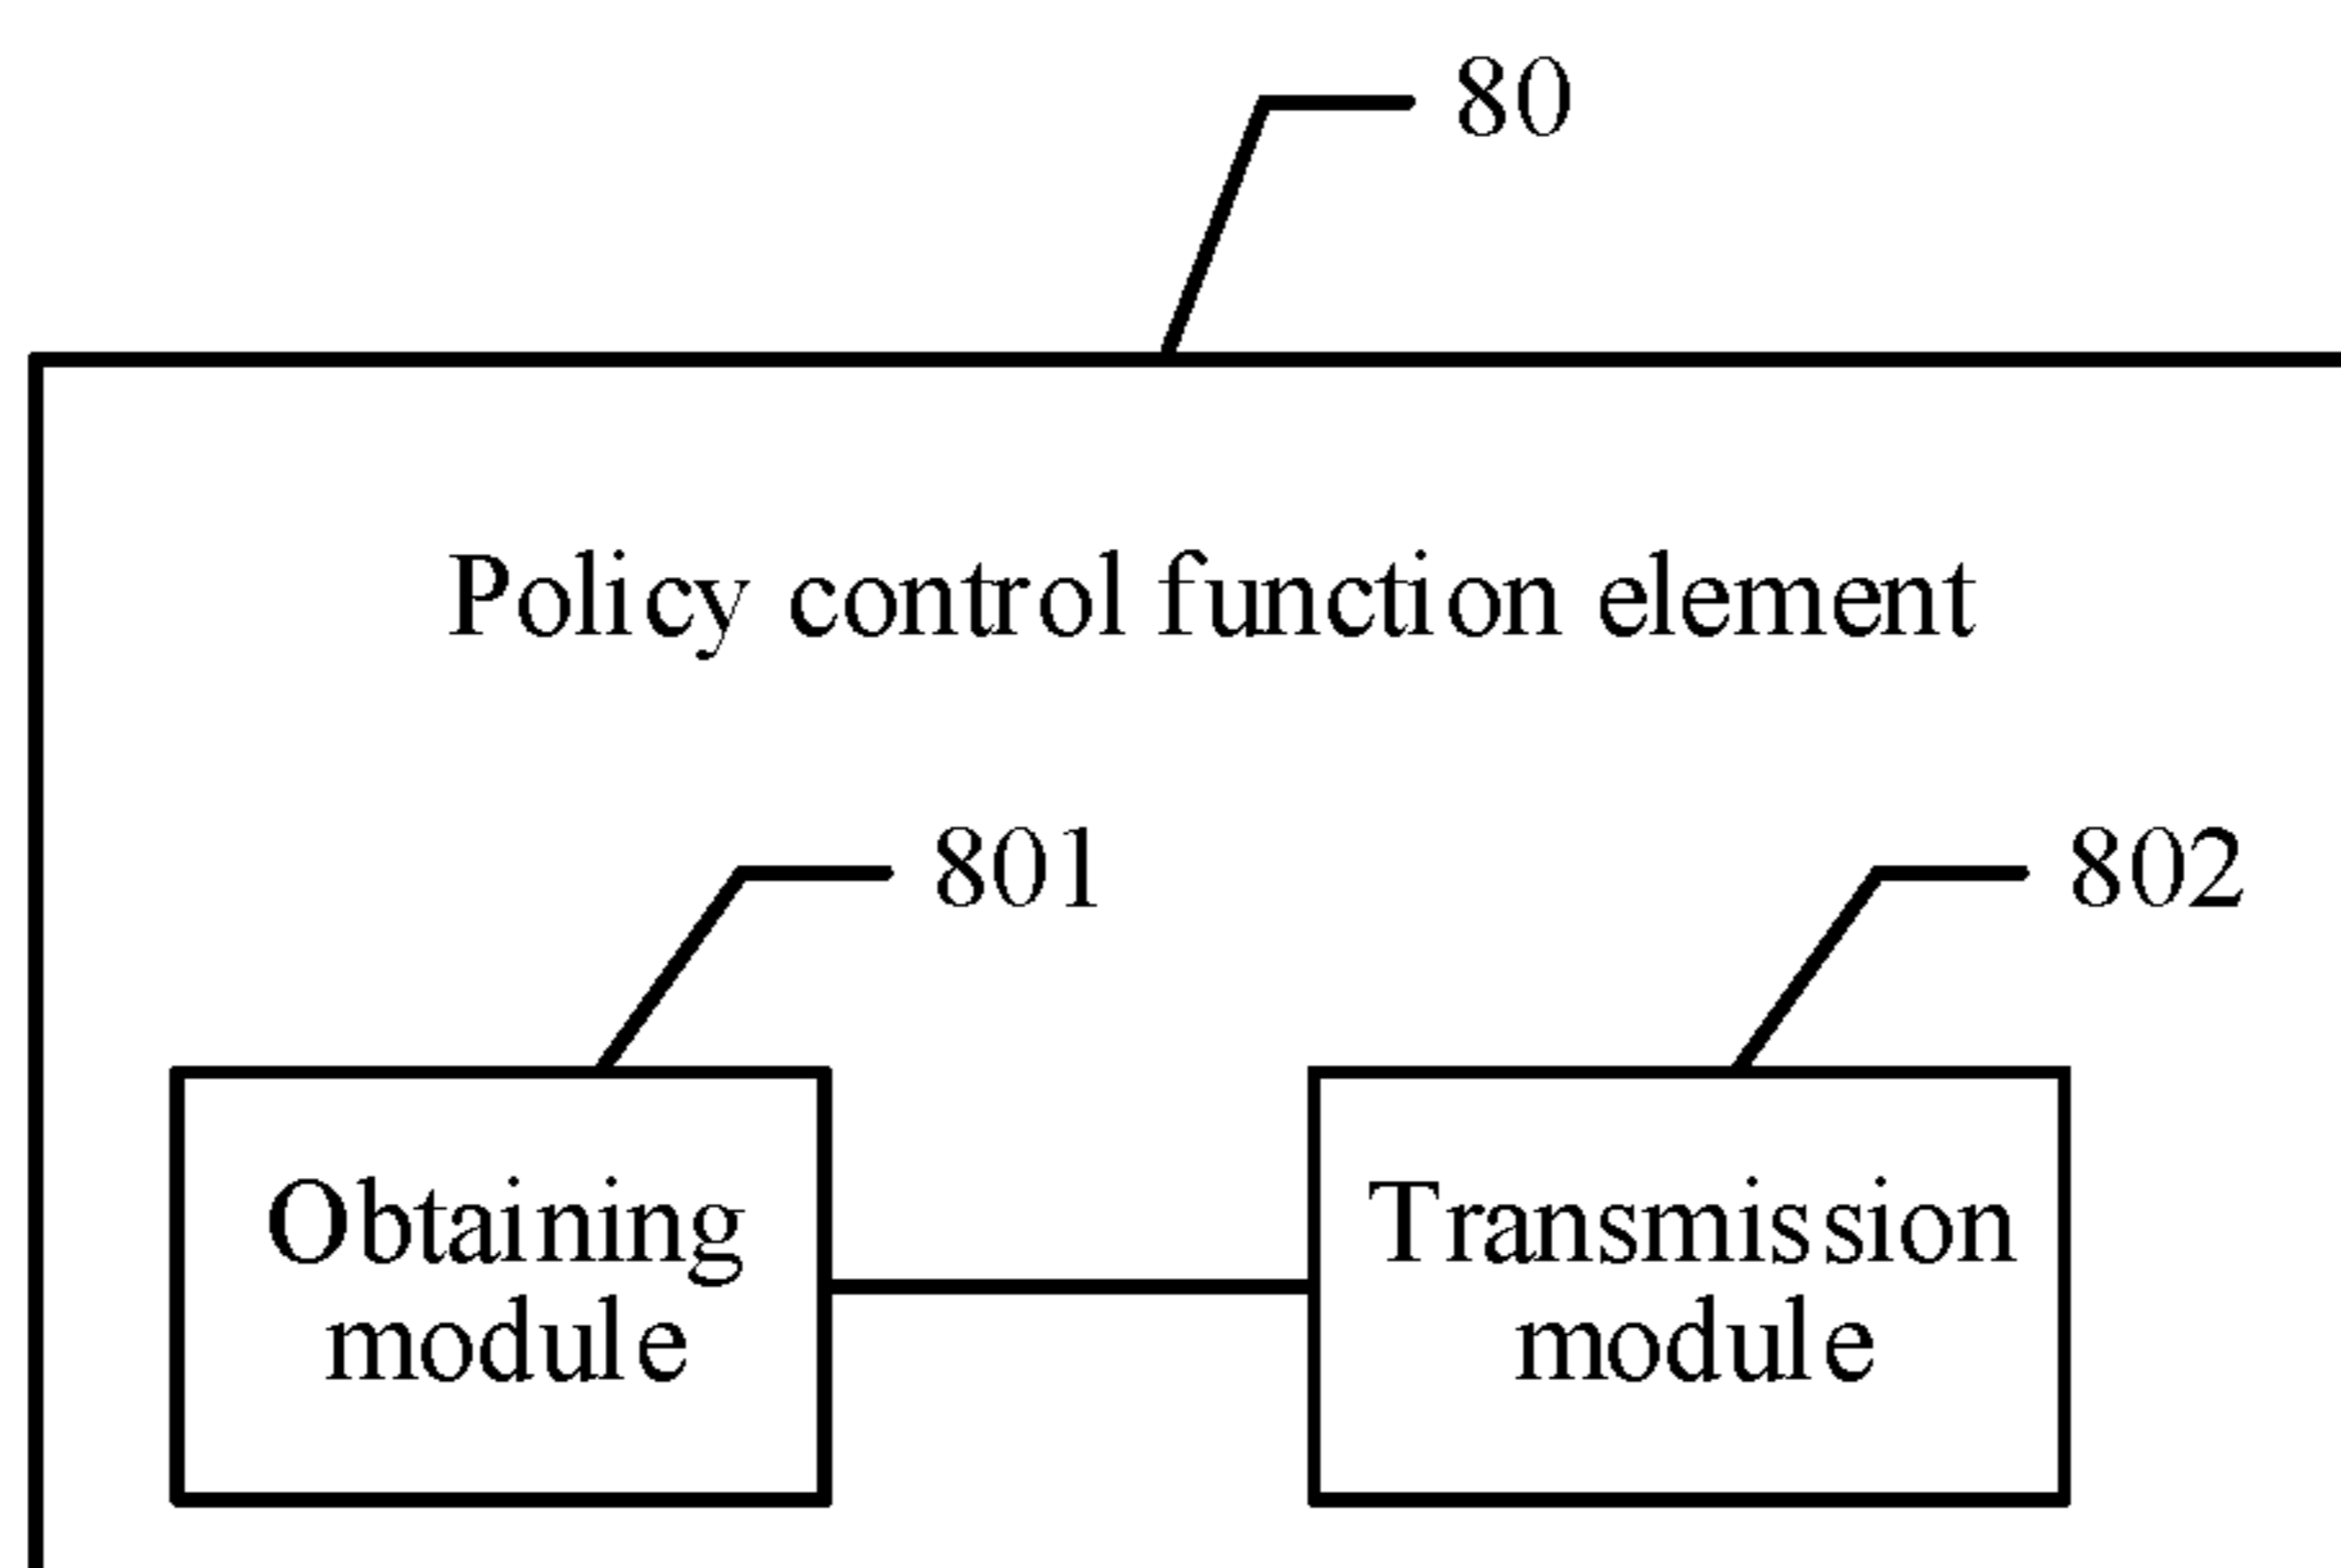 80
Policy control function element
801
802
Obtaining
module
Transmission
module